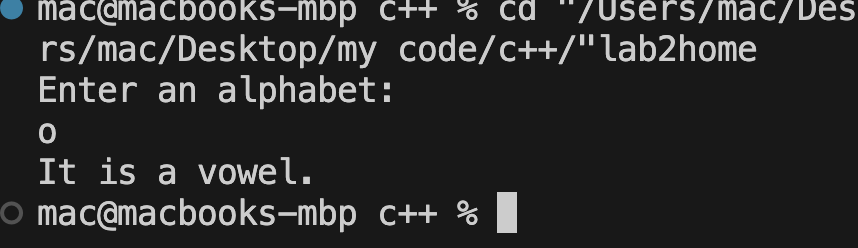 mac@macbooks-mbp c++ % cd "/Users/mac/Des
rs/mac/Desktop/my code/c++/"lab2home
Enter an alphabet:
o
It is a vowel.
mac@macbooks-mbp c++ %